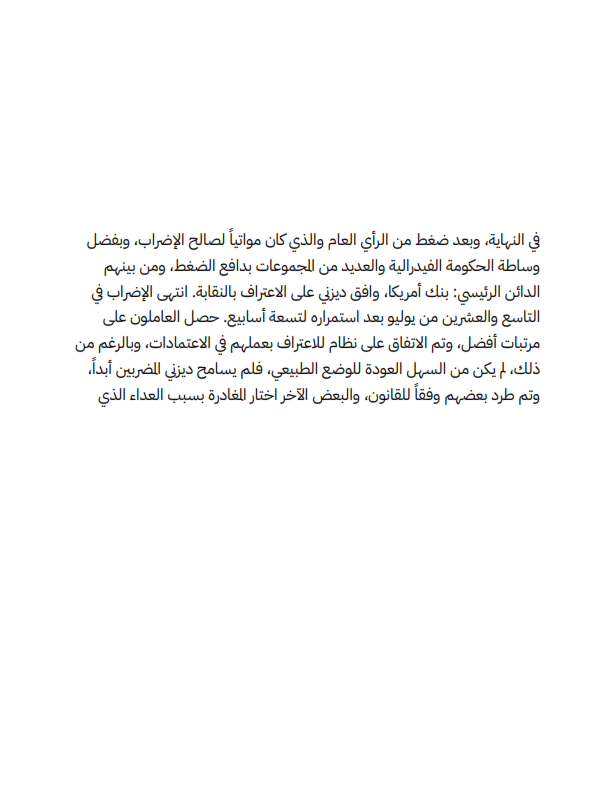 في النهاية، وبعد ضغط من الرأي العام والذي كان مواتياً لصالح الإضراب، وبفضل
وساطة الحكومة الفيدرالية والعديد من المجموعات بدافع الضغط، ومن بينهم
الدائن الرئيسي: بنك أمريكا، وافق ديزني على الاعتراف بالنقابة. انتهى الإضراب في
التاسع والعشرين من يوليو بعد استمراره لتسعة أسابيع. حصل العاملون على
مرتبات أفضل، وتم الاتفاق على نظام للاعتراف بعملهم في الاعتمادات، وبالرغم من
ذلك، لم يكن من السهل العودة للوضع الطبيعي، فلم يسامح ديزني المضربين أبداً،
وتم طرد بعضهم وفقاً للقانون، والبعض الآخر اختار المغادرة بسبب العداء الذي